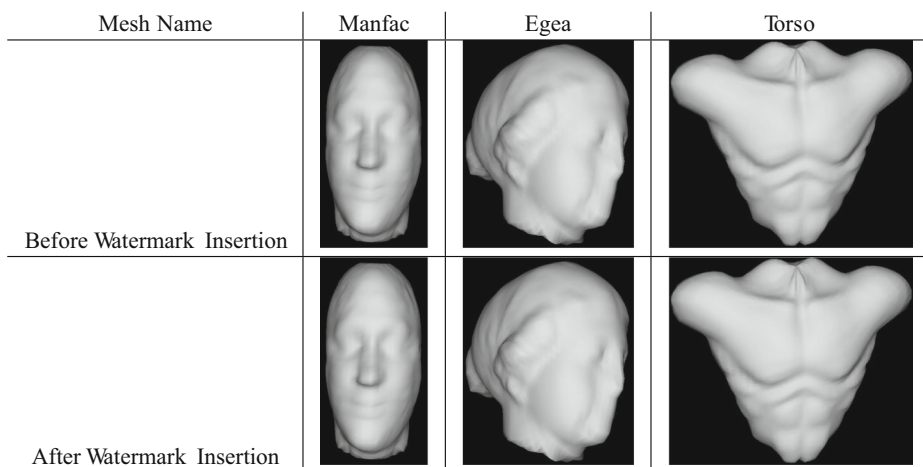 Mesh Name Manfac Egea Torso
Before Watermark Insertion
After Watermark Insertion